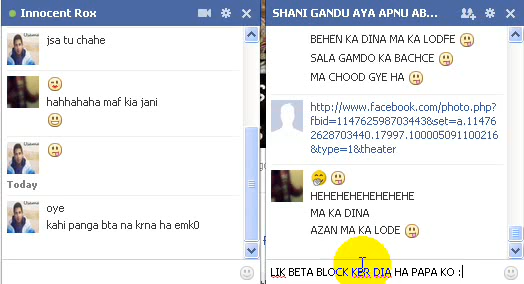 Innocent Rox
jsa tu chahe
hahhahaha maf kia jani
Today
oye
kahi panga bta na krna ha emk0
SHANI GANDU AYA APNU AB...
BEHEN KA DINA MA KA LODFE
SALA GAMDO KA BACHCE
MA CHOOD GYE HA
http://www.facebook.com/photo.php?
fbid=114762598703443&set=a.11476
2628703440.17997.100005091100216
&type=1&theater
HEHEHEHEHEHEHEHE
MA KA DINA
AZAN MA KA LODE
LIK BETA BLOCK KER DIA HA PAPA KO :